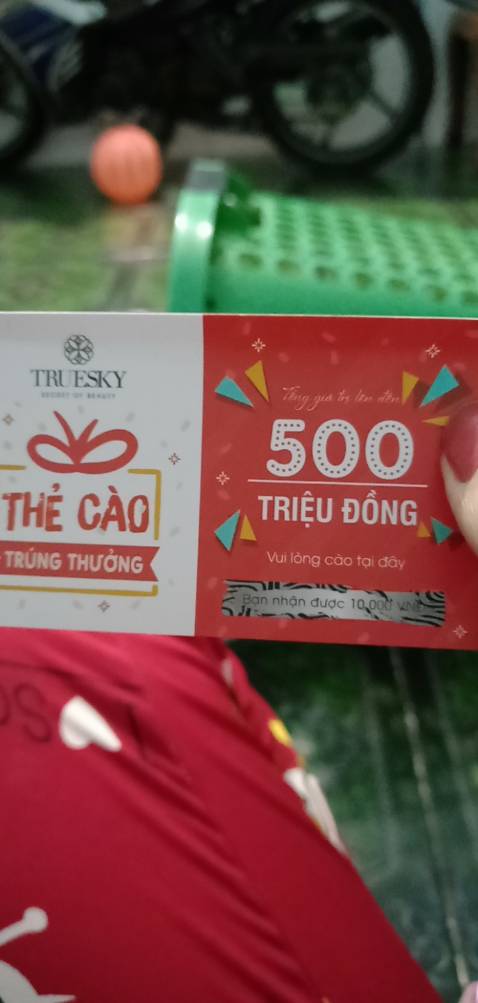 TRUESKY
SECRET OF BEAUTY
THẺ CÀO
TRÚNG THƯỞNG
Tổng giá trị lên đến
500
TRIỆU ĐỒNG
Vui lòng cào tại đây
Bạn nhận được 10.000 VNĐ